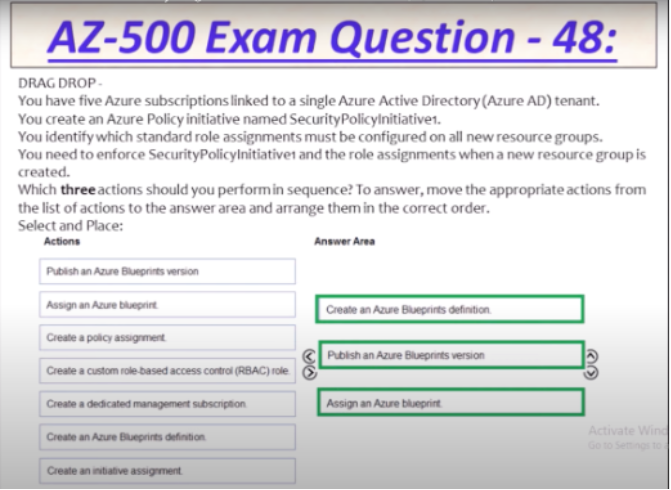 AZ-500 Exam Question - 48:
DRAG DROP -
You have five Azure subscriptions linked to a single Azure Active Directory (Azure AD) tenant.
You create an Azure Policy initiative named SecurityPolicyInitiative1.
You identify which standard role assignments must be configured on all new resource groups.
You need to enforce SecurityPolicyInitiative1 and the role assignments when a new resource group is
created.
Which three actions should you perform in sequence? To answer, move the appropriate actions from
the list of actions to the answer area and arrange them in the correct order.
Select and Place:
Actions
Publish an Azure Blueprints version
Assign an Azure blueprint.
Create a policy assignment.
Create a custom role-based access control (RBAC) role.
Create a dedicated management subscription.
Create an Azure Blueprints definition.
Create an initiative assignment.
Answer Area
Create an Azure Blueprints definition.
Publish an Azure Blueprints version
Assign an Azure blueprint.
Activate Wind
Go to Settings to